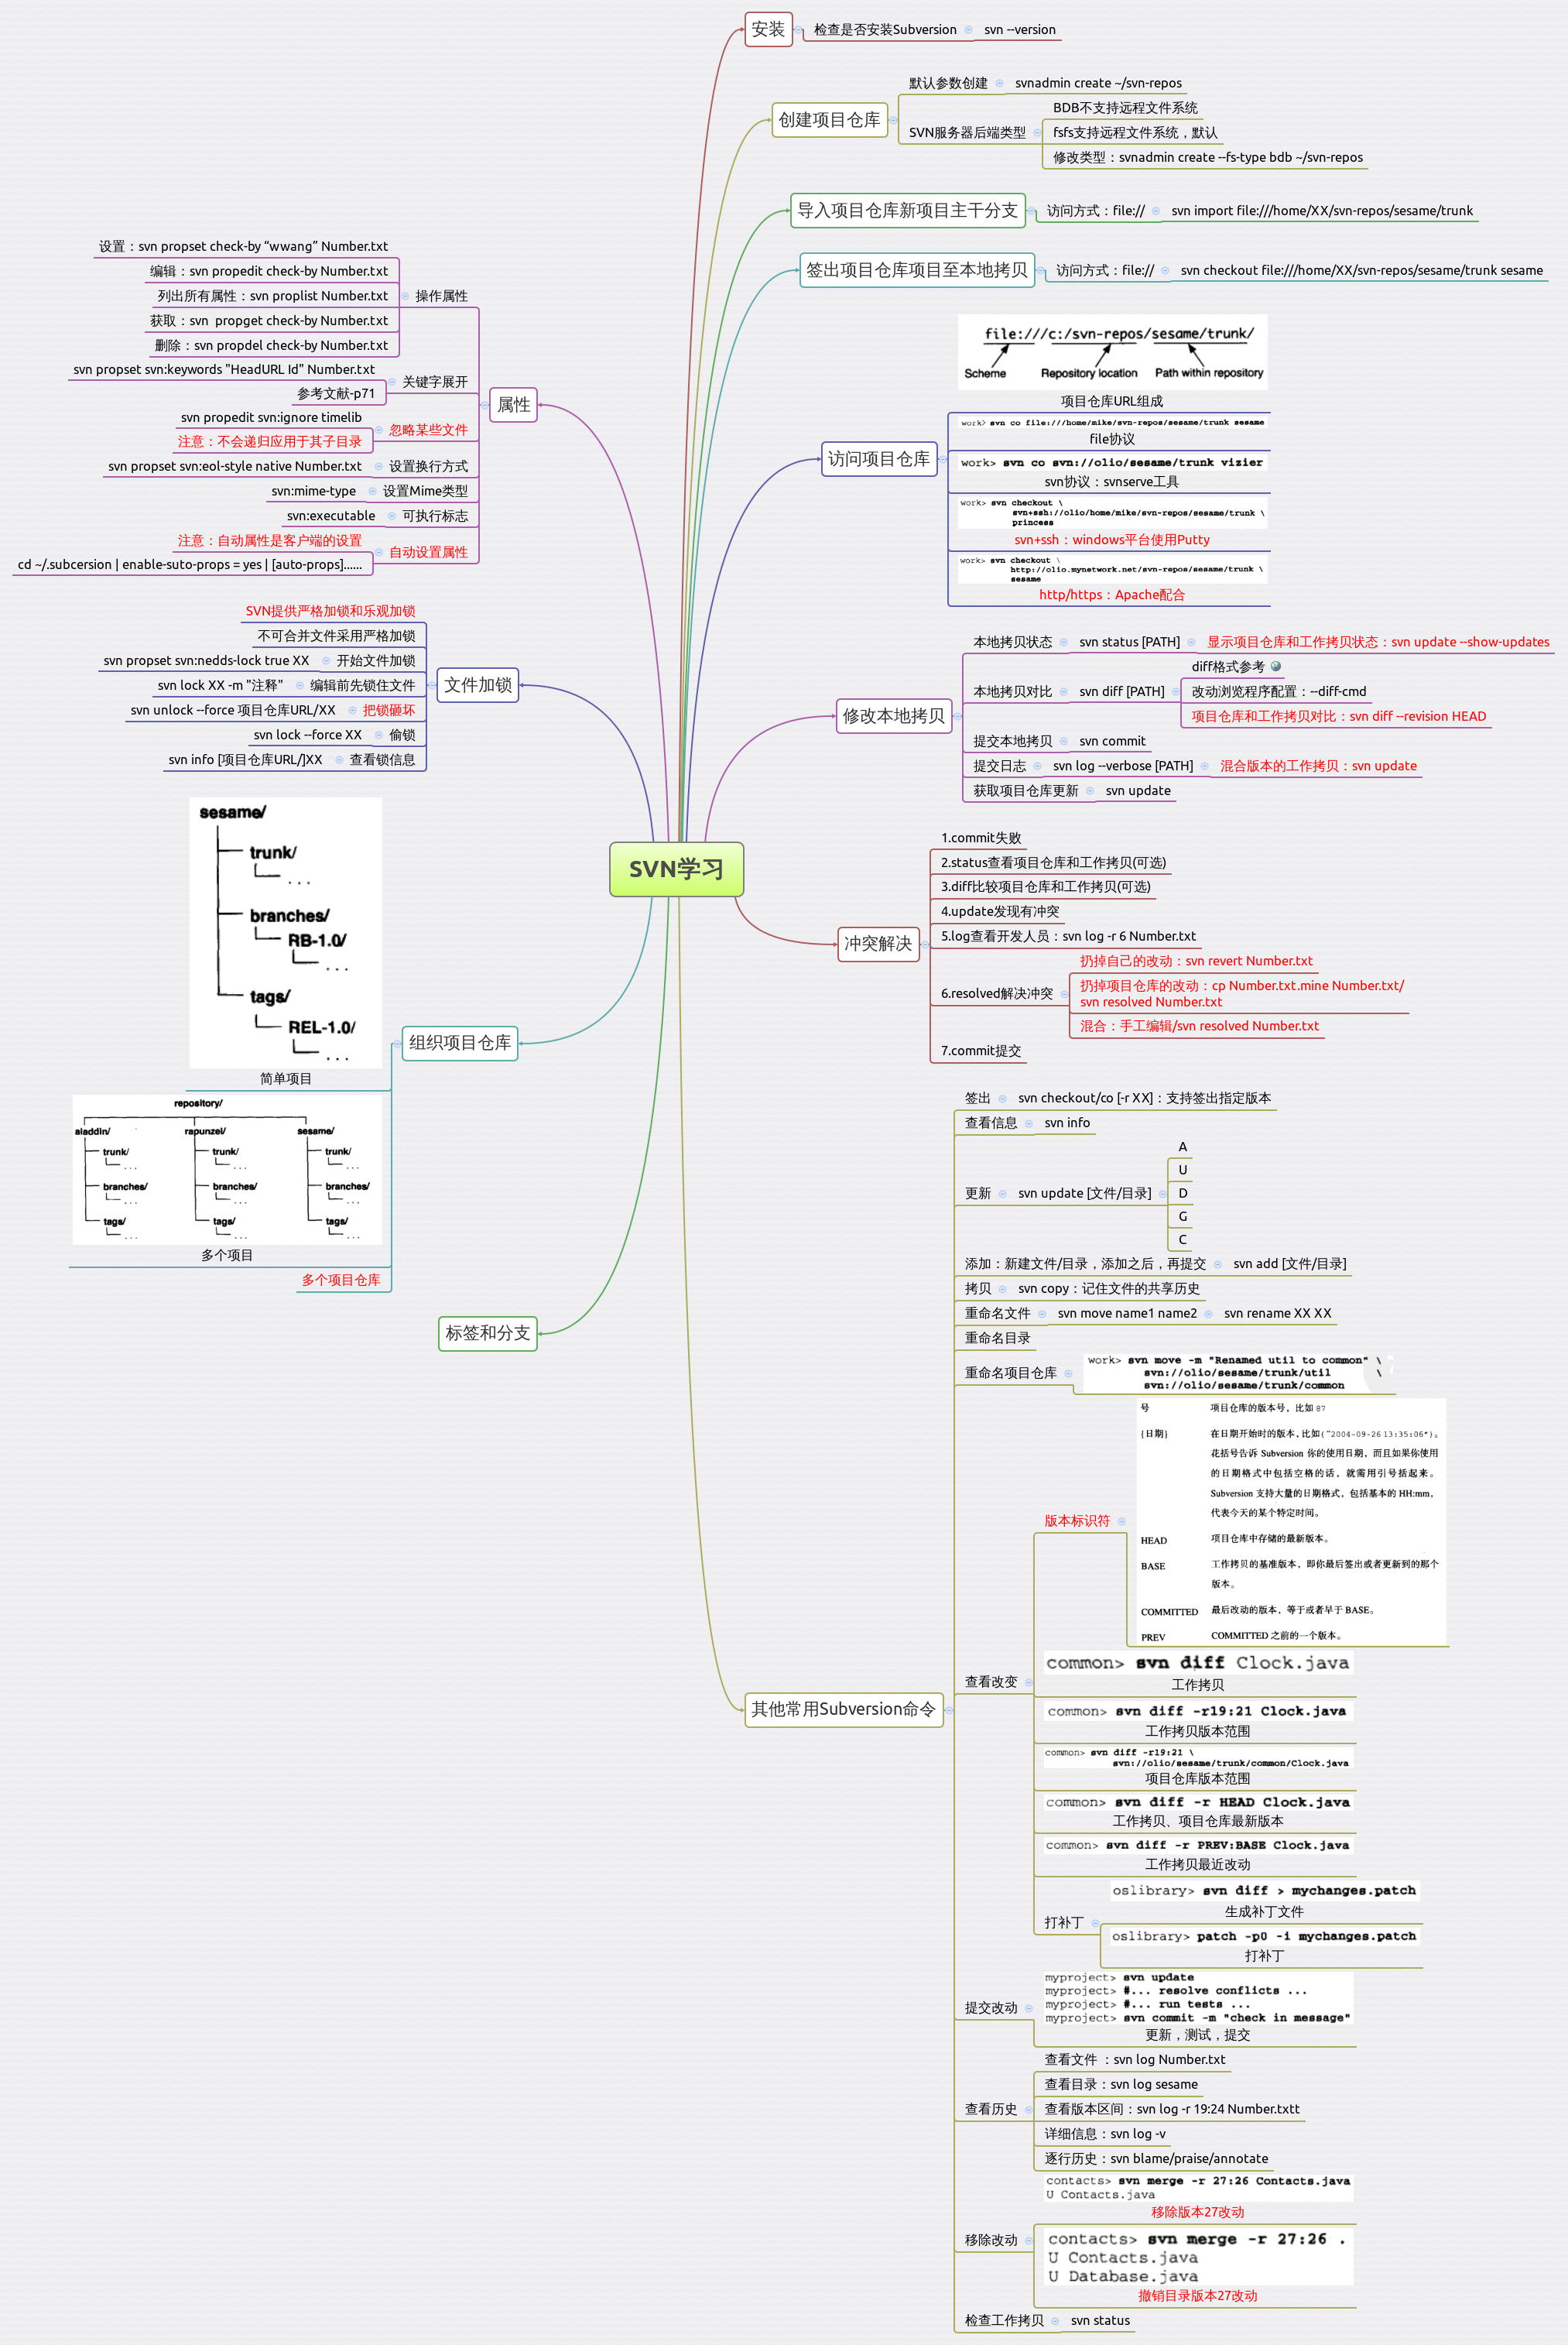 SVN学习
安装
检查是否安装Subversion
svn --version
创建项目仓库
默认参数创建
svnadmin create ~/svn-repos
SVN服务器后端类型
BDB不支持远程文件系统
fsfs支持远程文件系统，默认
修改类型：svnadmin create --fs-type bdb ~/svn-repos
导入项目仓库新项目主干分支
访问方式：file://
svn import file:///home/XX/svn-repos/sesame/trunk
签出项目仓库项目至本地拷贝
访问方式：file://
svn checkout file:///home/XX/svn-repos/sesame/trunk sesame
访问项目仓库
file:///c:/svn-repos/sesame/trunk/
Scheme
Repository location
Path within repository
项目仓库URL组成
work> svn co file:///home/mike/svn-repos/sesame/trunk sesame
file协议
work> svn co svn://olio/sesame/trunk vizier
svn协议：svnserve工具
work> svn checkout \
svn+ssh://olio/home/mike/svn-repos/sesame/trunk \
princess
svn+ssh：windows平台使用Putty
work> svn checkout \
http://olio.mynetwork.net/svn-repos/sesame/trunk \
sesame
http/https：Apache配合
修改本地拷贝
本地拷贝状态
svn status [PATH]
显示项目仓库和工作拷贝状态：svn update --show-updates
本地拷贝对比
svn diff [PATH]
diff格式参考
改动浏览程序配置：--diff-cmd
项目仓库和工作拷贝对比：svn diff --revision HEAD
提交本地拷贝
svn commit
提交日志
svn log --verbose [PATH]
混合版本的工作拷贝：svn update
获取项目仓库更新
svn update
冲突解决
1.commit失败
2.status查看项目仓库和工作拷贝(可选)
3.diff比较项目仓库和工作拷贝(可选)
4.update发现有冲突
5.log查看开发人员：svn log -r 6 Number.txt
6.resolved解决冲突
扔掉自己的改动：svn revert Number.txt
扔掉项目仓库的改动：cp Number.txt.mine Number.txt/
svn resolved Number.txt
混合：手工编辑/svn resolved Number.txt
7.commit提交
其他常用Subversion命令
签出
svn checkout/co [-r XX]：支持签出指定版本
查看信息
svn info
更新
svn update [文件/目录]
A
U
D
G
C
添加：新建文件/目录，添加之后，再提交
svn add [文件/目录]
拷贝
svn copy：记住文件的共享历史
重命名文件
svn move name1 name2
svn rename XX XX
重命名目录
重命名项目仓库
work> svn move -m "Renamed util to common" \
svn://olio/sesame/trunk/util \
svn://olio/sesame/trunk/common
查看改变
版本标识符
号 项目仓库的版本号，比如 87
{日期} 在日期开始时的版本，比如{"2004-09-26 13:35:06"}。
花括号告诉 Subversion 你的使用日期，而且如果你使用
的日期格式中包括空格的话，就需用引号括起来。
Subversion 支持大量的日期格式，包括基本的 HH:mm，
代表今天的某个特定时间。
HEAD 项目仓库中存储的最新版本。
BASE 工作拷贝的基准版本，即你最后签出或者更新到的那个
版本。
COMMITTED 最后改动的版本，等于或者早于 BASE。
PREV COMMITTED 之前的一个版本。
common> svn diff Clock.java
工作拷贝
common> svn diff -r19:21 Clock.java
工作拷贝版本范围
common> svn diff -r19:21 \
svn://olio/sesame/trunk/common/Clock.java
项目仓库版本范围
common> svn diff -r HEAD Clock.java
工作拷贝、项目仓库最新版本
common> svn diff -r PREV:BASE Clock.java
工作拷贝最近改动
打补丁
oslibrary> svn diff > mychanges.patch
生成补丁文件
oslibrary> patch -p0 -i mychanges.patch
打补丁
提交改动
myproject> svn update
myproject> #... resolve conflicts ...
myproject> #... run tests ...
myproject> svn commit -m "check in message"
更新，测试，提交
查看历史
查看文件 ：svn log Number.txt
查看目录：svn log sesame
查看版本区间：svn log -r 19:24 Number.txtt
详细信息：svn log -v
逐行历史：svn blame/praise/annotate
移除改动
contacts> svn merge -r 27:26 Contacts.java
U Contacts.java
移除版本27改动
contacts> svn merge -r 27:26 .
U Contacts.java
U Database.java
撤销目录版本27改动
检查工作拷贝
svn status
属性
操作属性
设置：svn propset check-by “wwang” Number.txt
编辑：svn propedit check-by Number.txt
列出所有属性：svn proplist Number.txt
获取：svn  propget check-by Number.txt
删除：svn propdel check-by Number.txt
关键字展开
svn propset svn:keywords "HeadURL Id" Number.txt
参考文献-p71
忽略某些文件
svn propedit svn:ignore timelib
注意：不会递归应用于其子目录
设置换行方式
svn propset svn:eol-style native Number.txt
设置Mime类型
svn:mime-type
可执行标志
svn:executable
自动设置属性
注意：自动属性是客户端的设置
cd ~/.subcersion | enable-suto-props = yes | [auto-props]......
文件加锁
SVN提供严格加锁和乐观加锁
不可合并文件采用严格加锁
开始文件加锁
svn propset svn:nedds-lock true XX
编辑前先锁住文件
svn lock XX -m "注释"
把锁砸坏
svn unlock --force 项目仓库URL/XX
偷锁
svn lock --force XX
查看锁信息
svn info [项目仓库URL/]XX
组织项目仓库
sesame/
trunk/
...
branches/
RB-1.0/
...
tags/
REL-1.0/
...
简单项目
repository/
aladdin/ rapunzel/ sesame/
trunk/ trunk/ trunk/
... ... ...
branches/ branches/ branches/
... ... ...
tags/ tags/ tags/
... ... ...
多个项目
多个项目仓库
标签和分支